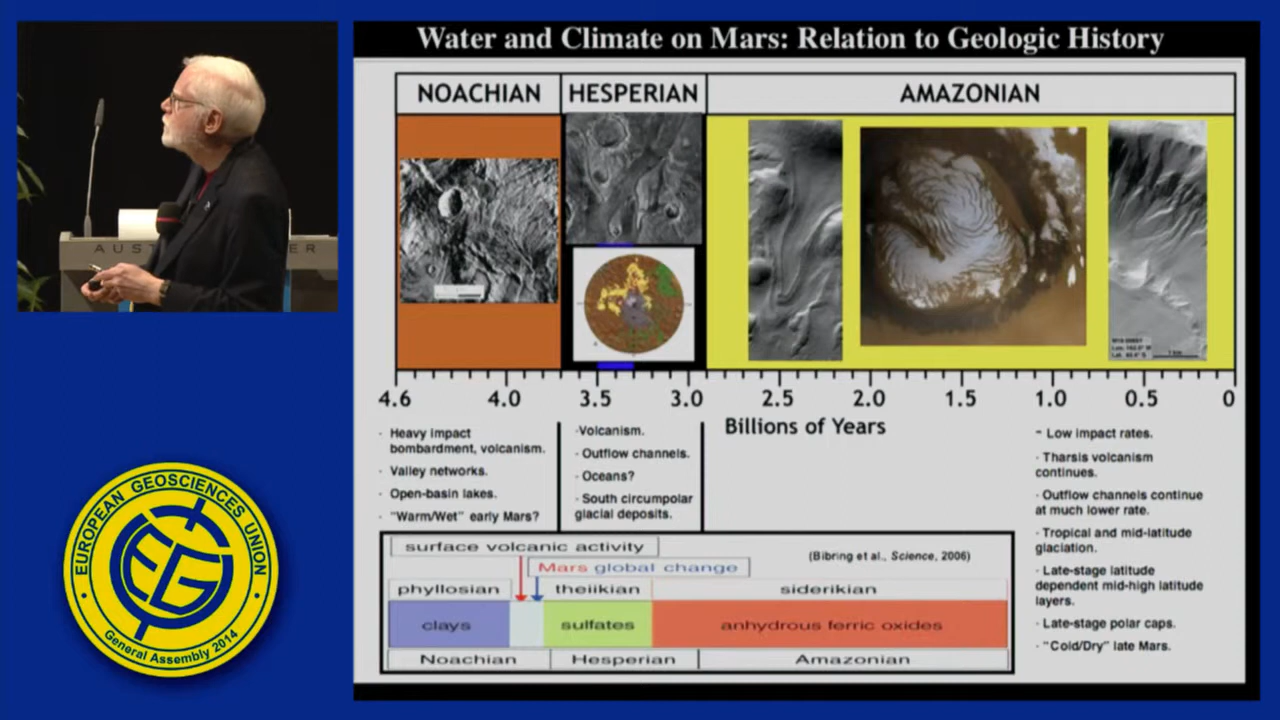 Water and Climate on Mars: Relation to Geologic History
NOACHIAN
HESPERIAN
AMAZONIAN
4.6
4.0
3.5
3.0
2.5
2.0
1.5
1.0
0.5
0
Billions of Years
· Heavy impact
bombardment, volcanism.
· Valley networks.
· Open-basin lakes.
· "Warm/Wet" early Mars?
·Volcanism.
· Outflow channels.
· Oceans?
· South circumpolar
glacial deposits.
- Low impact rates.
· Tharsis volcanism
continues.
· Outflow channels continue
at much lower rate.
· Tropical and mid-latitude
glaciation.
· Late-stage latitude
dependent mid-high latitude
layers.
· Late-stage polar caps.
· "Cold/Dry" late Mars.
surface volcanic activity
(Bibring et al., Science, 2006)
Mars global change
phyllosian
theiikian
siderikian
clays
sulfates
anhydrous ferric oxides
Noachian
Hesperian
Amazonian
AUST
ER
EUROPEAN GEOSCIENCES UNION
EGU
General Assembly 2014